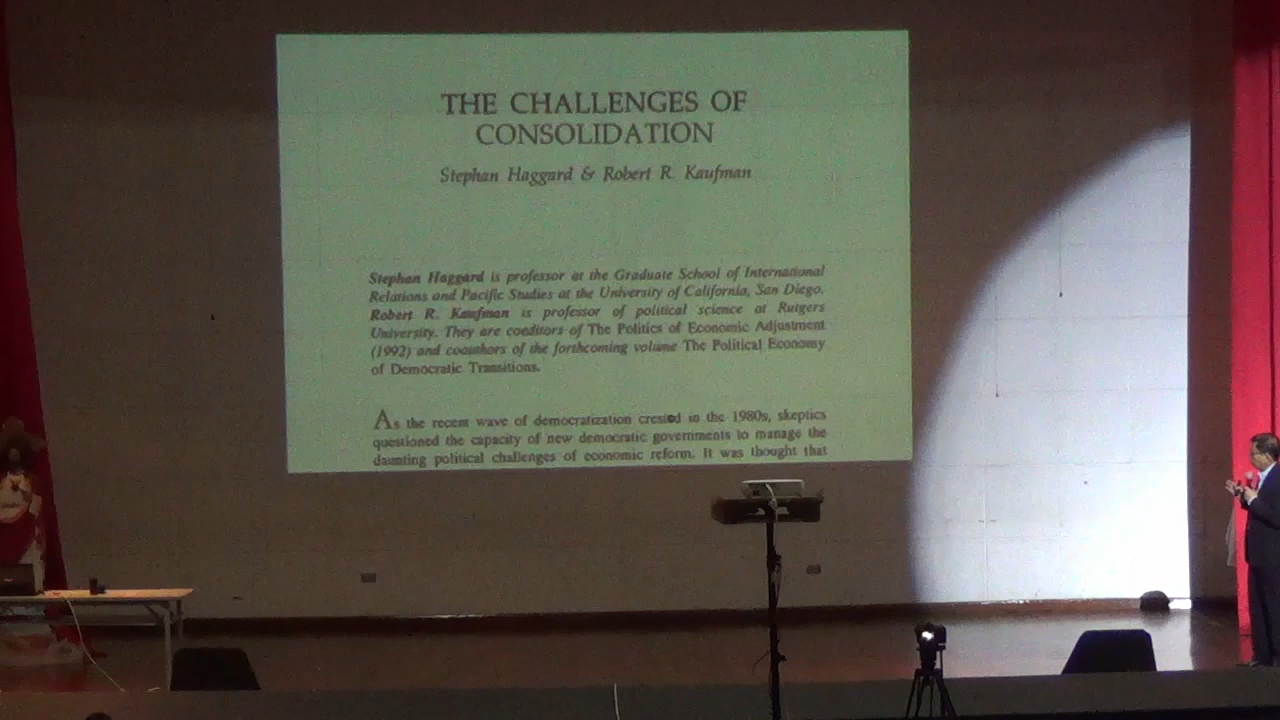 THE CHALLENGES OF
CONSOLIDATION
Stephan Haggard & Robert R. Kaufman
Stephan Haggard is professor at the Graduate School of International
Relations and Pacific Studies at the University of California, San Diego.
Robert R. Kaufman is professor of political science at Rutgers
University. They are coeditors of The Politics of Economic Adjustment
(1992) and coauthors of the forthcoming volume The Political Economy
of Democratic Transitions.
As the recent wave of democratization crested in the 1980s, skeptics
questioned the capacity of new democratic governments to manage the
daunting political challenges of economic reform. It was thought that